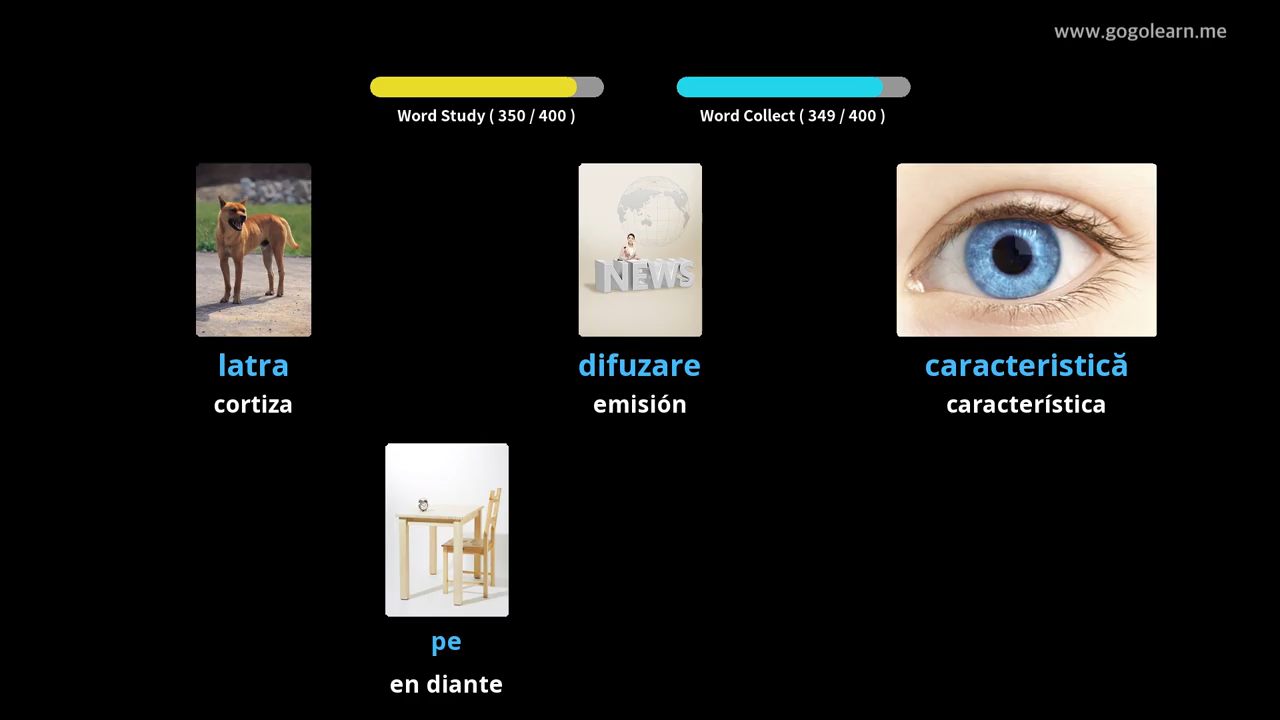 www.gogolearn.me
Word Study ( 350 / 400 )
Word Collect ( 349 / 400 )
NEWS
latra
difuzare
caracteristică
cortiza
emisión
característica
pe
en diante